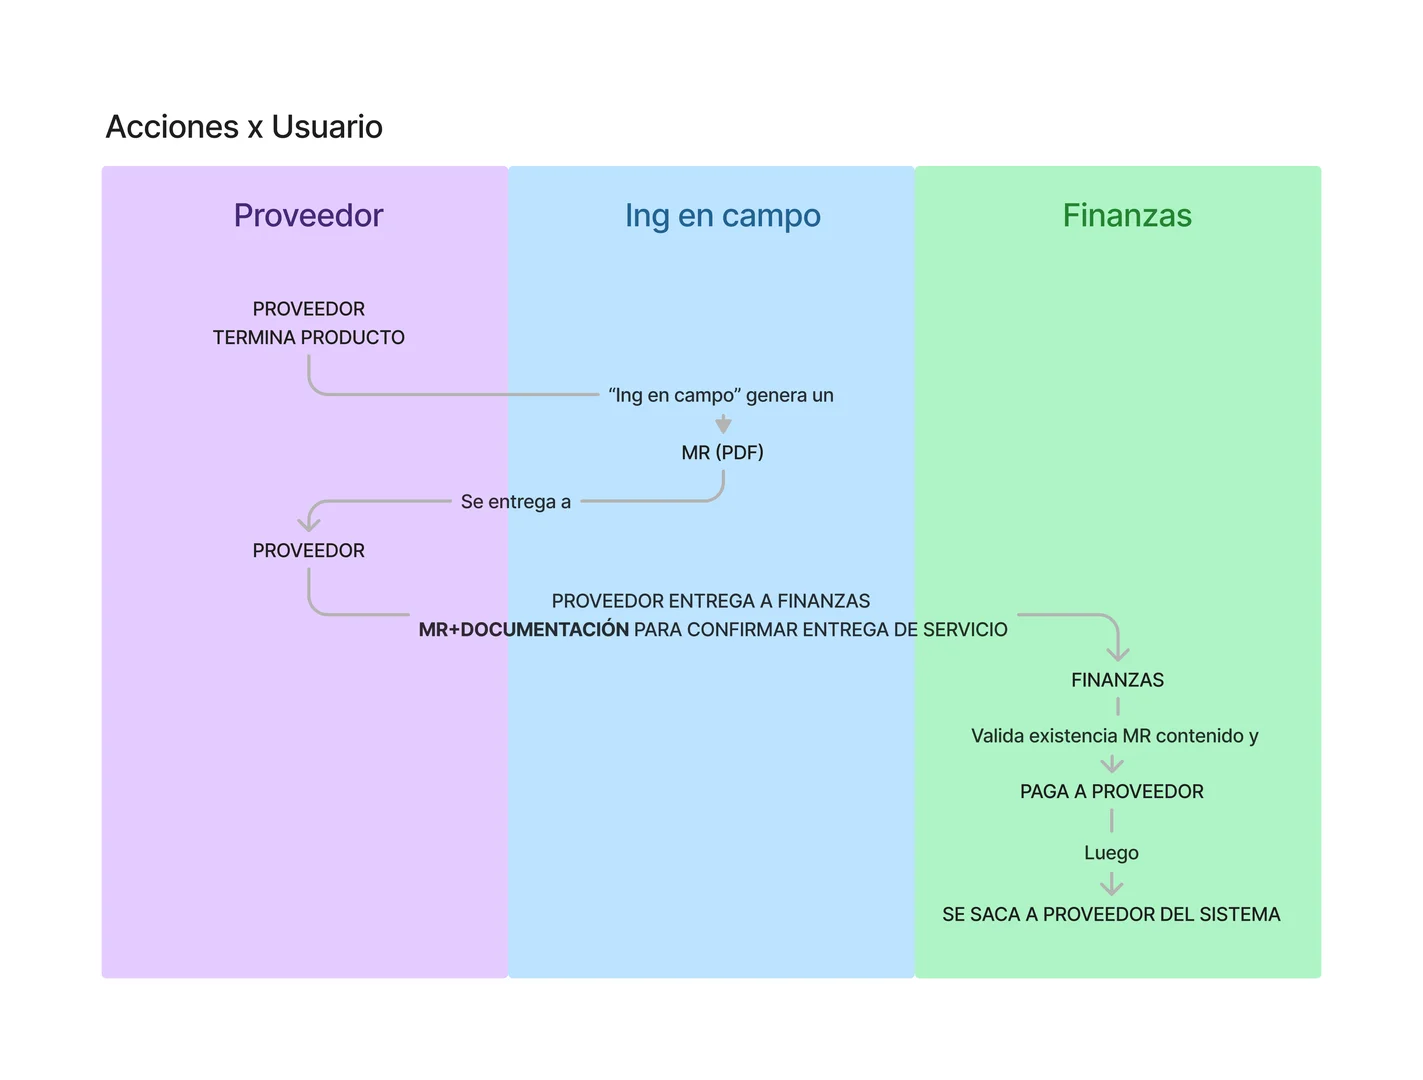 Acciones x Usuario
Proveedor
Ing en campo
Finanzas
PROVEEDOR
TERMINA PRODUCTO
“Ing en campo” genera un
MR (PDF)
Se entrega a
PROVEEDOR
PROVEEDOR ENTREGA A FINANZAS
MR+DOCUMENTACIÓN PARA CONFIRMAR ENTREGA DE SERVICIO
FINANZAS
Valida existencia MR contenido y
PAGA A PROVEEDOR
Luego
SE SACA A PROVEEDOR DEL SISTEMA